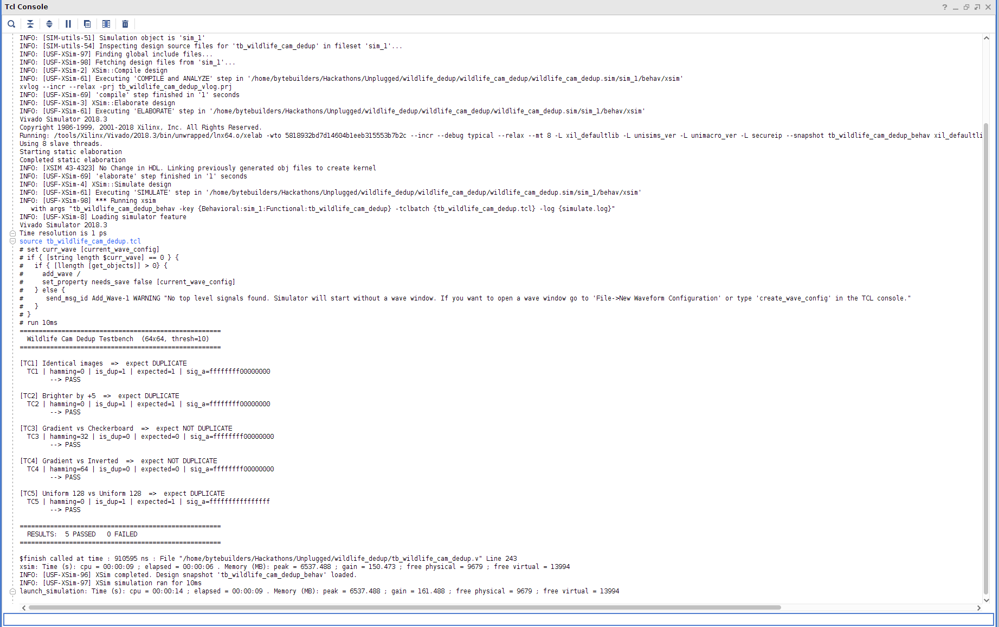 Tcl Console
INFO: [SIM-utils-51] Simulation object is 'sim_1'
INFO: [SIM-utils-54] Inspecting design source files for 'tb_wildlife_cam_dedup' in fileset 'sim_1'...
INFO: [USF-XSim-97] Finding global include files...
INFO: [USF-XSim-98] Fetching design files from 'sim_1'...
INFO: [USF-XSim-2] XSim::Compile design
INFO: [USF-XSim-61] Executing 'COMPILE and ANALYZE' step in '/home/bytebuilders/Hackathons/Unplugged/wildlife_dedup/wildlife_cam_dedup/wildlife_cam_dedup.sim/sim_1/behav/xsim'
xvlog --incr --relax -prj tb_wildlife_cam_dedup_vlog.prj
INFO: [USF-XSim-69] 'compile' step finished in '1' seconds
INFO: [USF-XSim-3] XSim::Elaborate design
INFO: [USF-XSim-61] Executing 'ELABORATE' step in '/home/bytebuilders/Hackathons/Unplugged/wildlife_dedup/wildlife_cam_dedup/wildlife_cam_dedup.sim/sim_1/behav/xsim'
Vivado Simulator 2018.3
Copyright 1986-1999, 2001-2018 Xilinx, Inc. All Rights Reserved.
Running: /tools/Xilinx/Vivado/2018.3/bin/unwrapped/lnx64.o/xelab -wto 5818932bd7d14604b1eeb315553b7b2c --incr --debug typical --relax --mt 8 -L xil_defaultlib -L unisims_ver -L unimacro_ver -L secureip --snapshot tb_wildlife_cam_dedup_behav xil_defaultli
Using 8 slave threads.
Starting static elaboration
Completed static elaboration
INFO: [XSIM 43-4323] No Change in HDL. Linking previously generated obj files to create kernel
INFO: [USF-XSim-69] 'elaborate' step finished in '1' seconds
INFO: [USF-XSim-4] XSim::Simulate design
INFO: [USF-XSim-61] Executing 'SIMULATE' step in '/home/bytebuilders/Hackathons/Unplugged/wildlife_dedup/wildlife_cam_dedup/wildlife_cam_dedup.sim/sim_1/behav/xsim'
INFO: [USF-XSim-98] *** Running xsim
   with args "tb_wildlife_cam_dedup_behav -key {Behavioral:sim_1:Functional:tb_wildlife_cam_dedup} -tclbatch {tb_wildlife_cam_dedup.tcl} -log {simulate.log}"
INFO: [USF-XSim-8] Loading simulator feature
Vivado Simulator 2018.3
Time resolution is 1 ps
source tb_wildlife_cam_dedup.tcl
# set curr_wave [current_wave_config]
# if { [string length $curr_wave] == 0 } {
#   if { [llength [get_objects]] > 0} {
#     add_wave /
#     set_property needs_save false [current_wave_config]
#   } else {
#      send_msg_id Add_Wave-1 WARNING "No top level signals found. Simulator will start without a wave window. If you want to open a wave window go to 'File->New Waveform Configuration' or type 'create_wave_config' in the TCL console."
#   }
# }
# run 10ms
=====================================================
  Wildlife Cam Dedup Testbench  (64x64, thresh=10)
=====================================================
[TC1] Identical images  =>  expect DUPLICATE
  TC1 | hamming=0 | is_dup=1 | expected=1 | sig_a=ffffffff00000000
        --> PASS
[TC2] Brighter by +5  =>  expect DUPLICATE
  TC2 | hamming=0 | is_dup=1 | expected=1 | sig_a=ffffffff00000000
        --> PASS
[TC3] Gradient vs Checkerboard  =>  expect NOT DUPLICATE
  TC3 | hamming=32 | is_dup=0 | expected=0 | sig_a=ffffffff00000000
        --> PASS
[TC4] Gradient vs Inverted  =>  expect NOT DUPLICATE
  TC4 | hamming=64 | is_dup=0 | expected=0 | sig_a=ffffffff00000000
        --> PASS
[TC5] Uniform 128 vs Uniform 128  =>  expect DUPLICATE
  TC5 | hamming=0 | is_dup=1 | expected=1 | sig_a=ffffffffffffffff
        --> PASS
=====================================================
  RESULTS:  5 PASSED   0 FAILED
=====================================================
$finish called at time : 910595 ns : File "/home/bytebuilders/Hackathons/Unplugged/wildlife_dedup/tb_wildlife_cam_dedup.v" Line 243
xsim: Time (s): cpu = 00:00:09 ; elapsed = 00:00:06 . Memory (MB): peak = 6537.488 ; gain = 150.473 ; free physical = 9679 ; free virtual = 13994
INFO: [USF-XSim-96] XSim completed. Design snapshot 'tb_wildlife_cam_dedup_behav' loaded.
INFO: [USF-XSim-97] XSim simulation ran for 10ms
launch_simulation: Time (s): cpu = 00:00:14 ; elapsed = 00:00:09 . Memory (MB): peak = 6537.488 ; gain = 161.488 ; free physical = 9679 ; free virtual = 13994